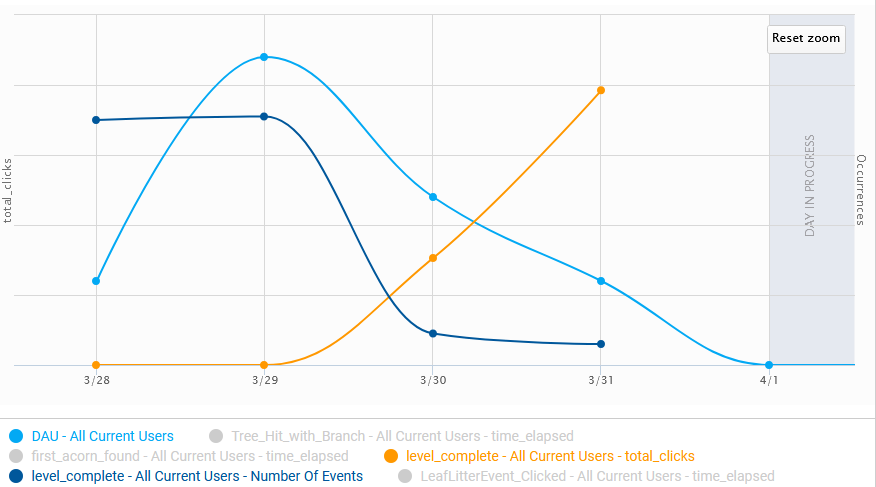 Reset zoom
total_clicks
DAY IN PROGRESS
Occurrences
3/28 3/29 3/30 3/31 4/1
DAU - All Current Users Tree_Hit_with_Branch - All Current Users - time_elapsed
first_acorn_found - All Current Users - time_elapsed level_complete - All Current Users - total_clicks
level_complete - All Current Users - Number Of Events LeafLitterEvent_Clicked - All Current Users - time_elapsed